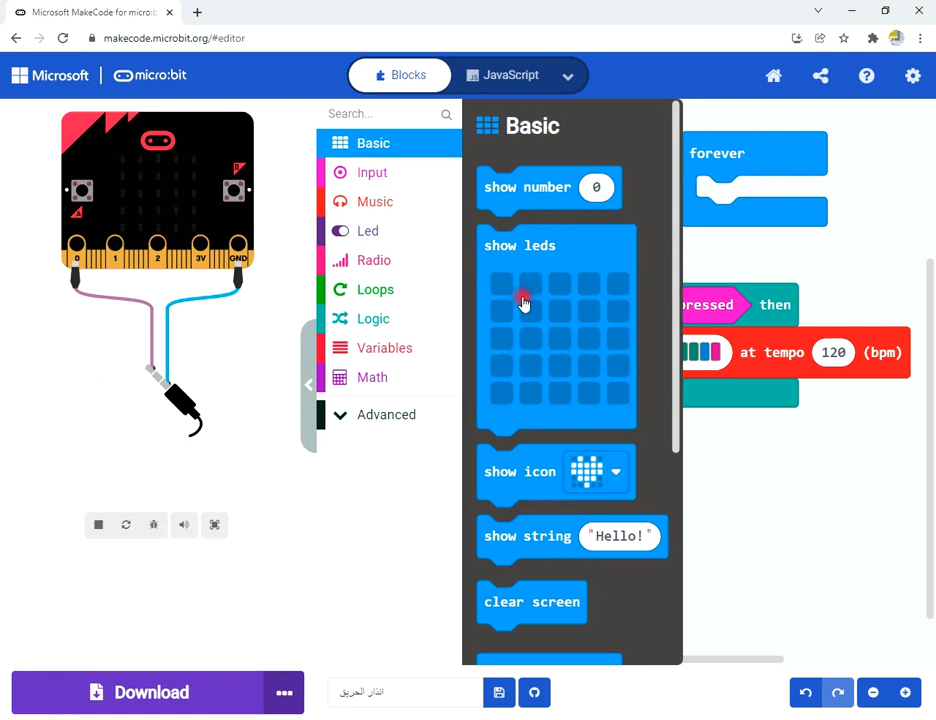 Microsoft MakeCode for micro:b
makecode.microbit.org/#editor
Microsoft | micro:bit
Blocks
JavaScript
Search...
Basic
Input
Music
Led
Radio
Loops
Logic
Variables
Math
Advanced
Basic
show number 0
show leds
show icon
show string "Hello!"
clear screen
forever
ressed then
at tempo 120 (bpm)
A
B
0 1 2 3V GND
Download
انذار الحريق